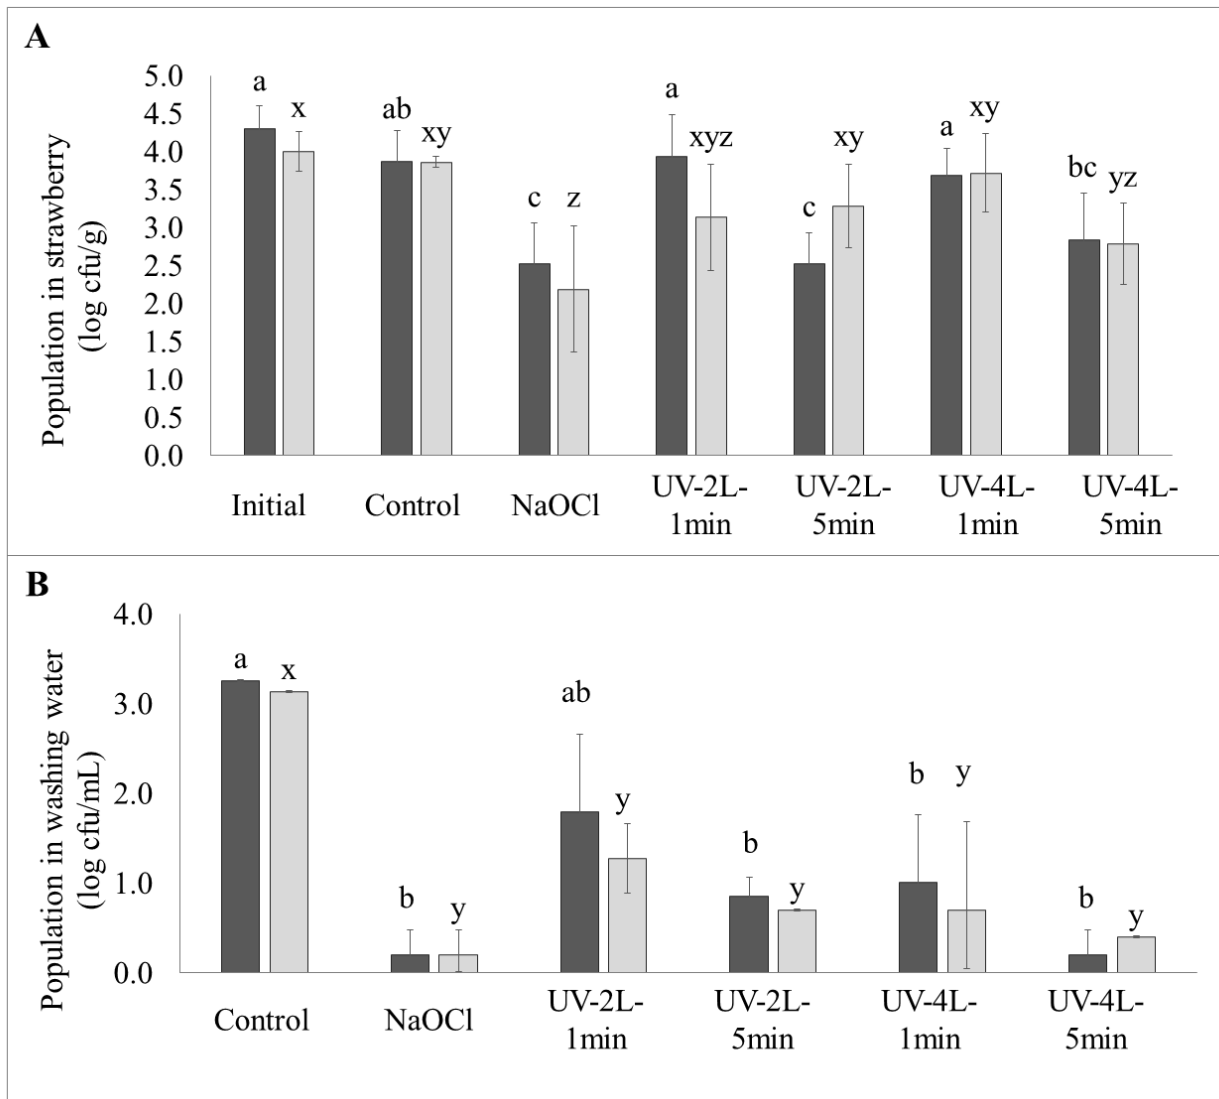 A
Population in strawberry
(log cfu/g)
5.0
4.5
4.0
3.5
3.0
2.5
2.0
1.5
1.0
0.5
0.0
a
x
ab
xy
c
z
a
xyz
c
xy
a
xy
bc
yz
Initial
Control
NaOCl
UV-2L-
1min
UV-2L-
5min
UV-4L-
1min
UV-4L-
5min
B
Population in washing water
(log cfu/mL)
4.0
3.0
2.0
1.0
0.0
a
x
b
y
ab
y
b
y
b
y
b
y
Control
NaOCl
UV-2L-
1min
UV-2L-
5min
UV-4L-
1min
UV-4L-
5min